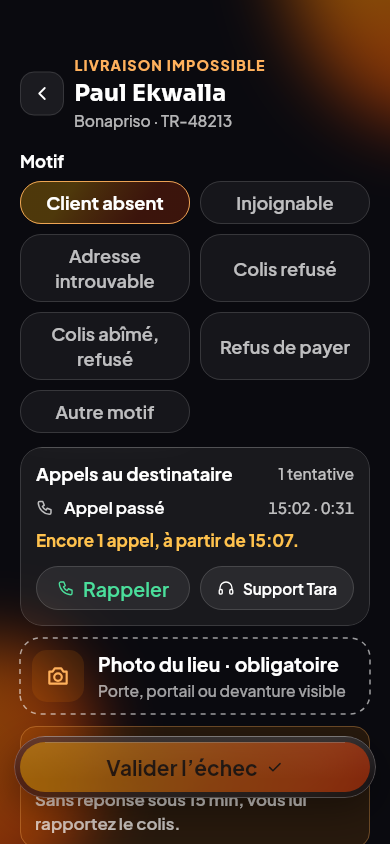 LIVRAISON IMPOSSIBLE
Paul Ekwalla
Bonapriso · TR-48213
Motif
Client absent
Injoignable
Adresse
introuvable
Colis refusé
Colis abîmé,
refusé
Refus de payer
Autre motif
Appels au destinataire
1 tentative
Appel passé
15:02 · 0:31
Encore 1 appel, à partir de 15:07.
Rappeler
Support Tara
Photo du lieu · obligatoire
Porte, portail ou devanture visible
Valider l’échec
Sans réponse sous 15 min, vous lui
rapportez le colis.